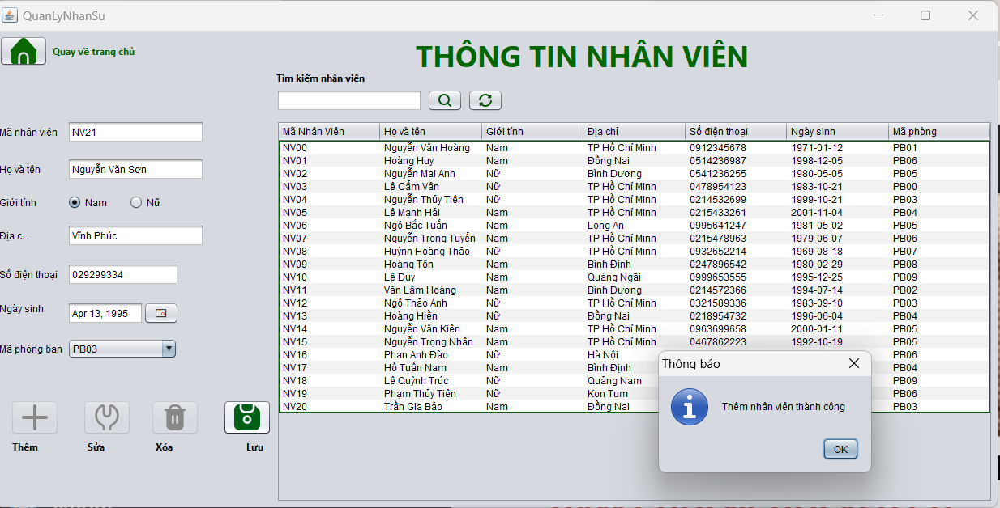 QuanLyNhanSu
Quay về trang chủ
THÔNG TIN NHÂN VIÊN
Tìm kiếm nhân viên
Mã nhân viên NV21
Họ và tên Nguyễn Văn Sơn
Giới tính Nam Nữ
Địa c... Vĩnh Phúc
Số điện thoại 029299334
Ngày sinh Apr 13, 1995
Mã phòng ban PB03
Thêm Sửa Xóa Lưu
Mã Nhân Viên Họ và tên Giới tính Địa chỉ Số điện thoại Ngày sinh Mã phòng
NV00 Nguyễn Văn Hoàng Nam TP Hồ Chí Minh 0912345678 1971-01-12 PB01
NV01 Hoàng Huy Nam Đồng Nai 0514236987 1998-12-05 PB06
NV02 Nguyễn Mai Anh Nữ Bình Dương 0541236255 1980-05-05 PB05
NV03 Lê Cẩm Vân Nữ TP Hồ Chí Minh 0478954123 1983-10-21 PB00
NV04 Nguyễn Thủy Tiên Nữ TP Hồ Chí Minh 0214532699 1999-10-21 PB03
NV05 Lê Mạnh Hải Nam TP Hồ Chí Minh 0215433261 2001-11-04 PB04
NV06 Ngô Bắc Tuấn Nam Long An 0995641247 1981-05-02 PB05
NV07 Nguyễn Trọng Tuyển Nam TP Hồ Chí Minh 0215478963 1979-06-07 PB06
NV08 Huỳnh Hoàng Thảo Nữ TP Hồ Chí Minh 0932652214 1969-08-18 PB07
NV09 Hoàng Tôn Nam Bình Định 0247896542 1980-02-29 PB08
NV10 Lê Duy Nam Quảng Ngãi 0999653555 1995-12-25 PB09
NV11 Văn Lâm Hoàng Nam Bình Dương 0214572366 1994-07-14 PB02
NV12 Ngô Thảo Anh Nữ TP Hồ Chí Minh 0321589336 1983-09-10 PB03
NV13 Hoàng Hiền Nữ Đồng Nai 0218954732 1996-06-04 PB04
NV14 Nguyễn Văn Kiên Nam TP Hồ Chí Minh 0963699658 2000-01-11 PB05
NV15 Nguyễn Trọng Nhân Nam TP Hồ Chí Minh 0467862223 1992-10-19 PB05
NV16 Phan Anh Đào Nữ Hà Nội PB06
NV17 Hồ Tuấn Nam Nam Bình Định PB04
NV18 Lê Quỳnh Trúc Nữ Quảng Nam PB09
NV19 Phạm Thủy Tiên Nữ Kon Tum PB06
NV20 Trần Gia Bảo Nam Đồng Nai PB03
Thông báo
Thêm nhân viên thành công
OK